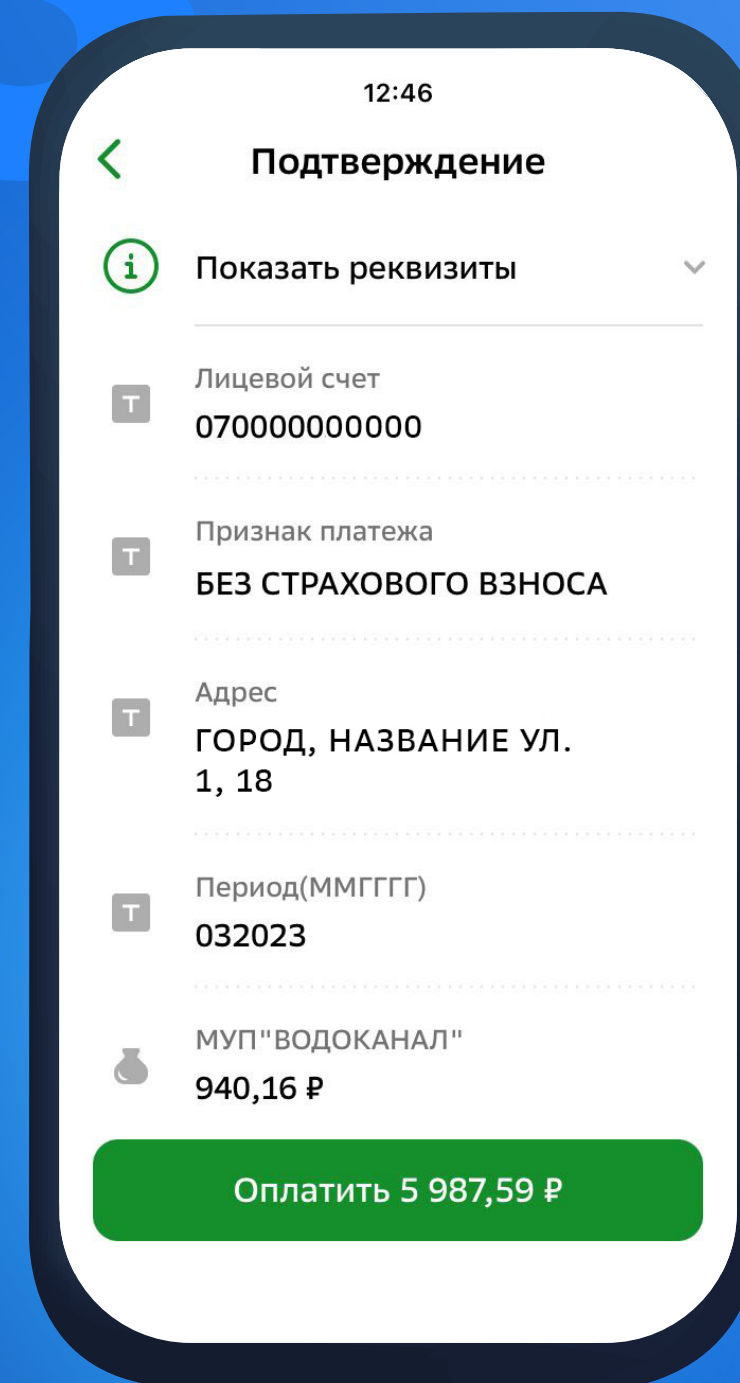 12:46
Подтверждение
i
Показать реквизиты
Лицевой счет
T
070000000000
Признак платежа
T
БЕЗ СТРАХОВОГО ВЗНОСА
Адрес
T
ГОРОД, НАЗВАНИЕ УЛ.
1, 18
Период(ММГГГГ)
T
032023
МУП"ВОДОКАНАЛ"
940,16 ₽
Оплатить 5 987,59 ₽